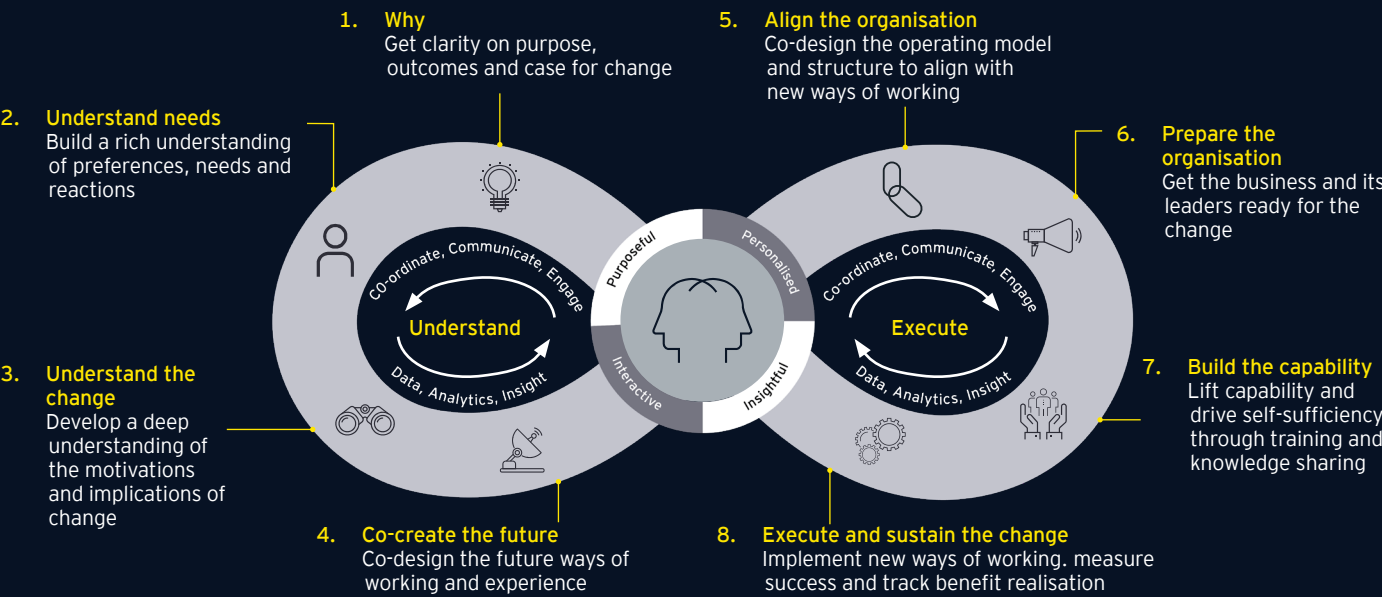 1. Why
Get clarity on purpose,
outcomes and case for change
2. Understand needs
Build a rich understanding
of preferences, needs and
reactions
3. Understand the
change
Develop a deep
understanding of
the motivations
and implications of
change
4. Co-create the future
Co-design the future ways of
working and experience
5. Align the organisation
Co-design the operating model
and structure to align with
new ways of working
6. Prepare the
organisation
Get the business and its
leaders ready for the
change
7. Build the capability
Lift capability and
drive self-sufficiency
through training and
knowledge sharing
8. Execute and sustain the change
Implement new ways of working. measure
success and track benefit realisation
CO-ordinate, Communicate, Engage
Understand
Data, Analytics, Insight
Purposeful
Personalised
Interactive
Insightful
Co-ordinate, Communicate, Engage
Execute
Data, Analytics, Insight